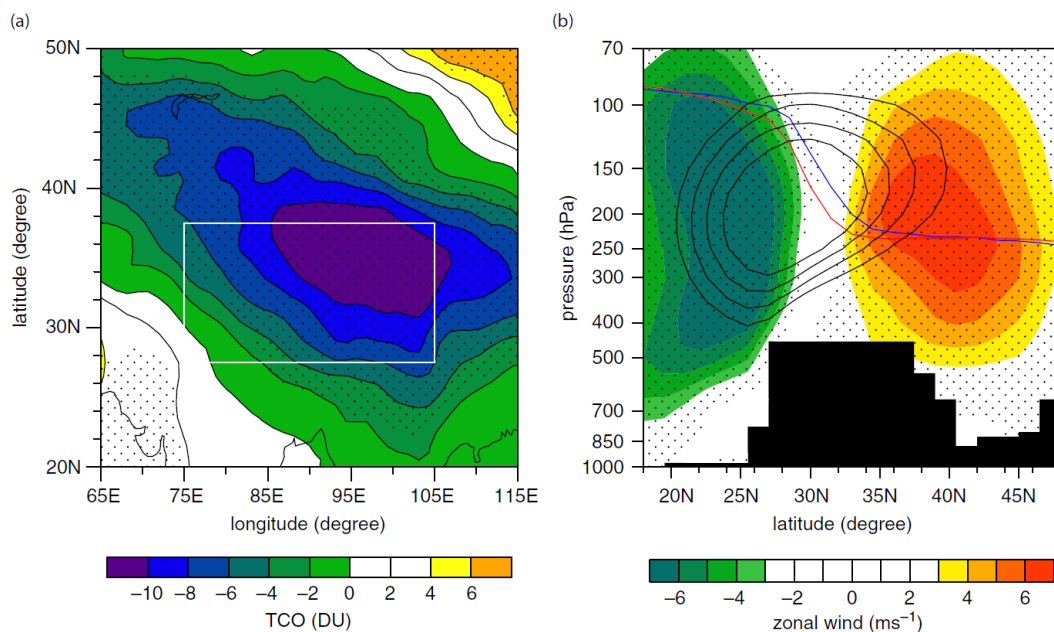 (a)
50N
40N
30N
20N
latitude (degree)
65E 75E 85E 95E 105E 115E
longitude (degree)
−10 −8 −6 −4 −2 0 2 4 6
TCO (DU)
(b)
70
100
150
200
250
300
400
500
700
850
1000
pressure (hPa)
20N 25N 30N 35N 40N 45N
latitude (degree)
−6 −4 −2 0 2 4 6
zonal wind (ms⁻¹)